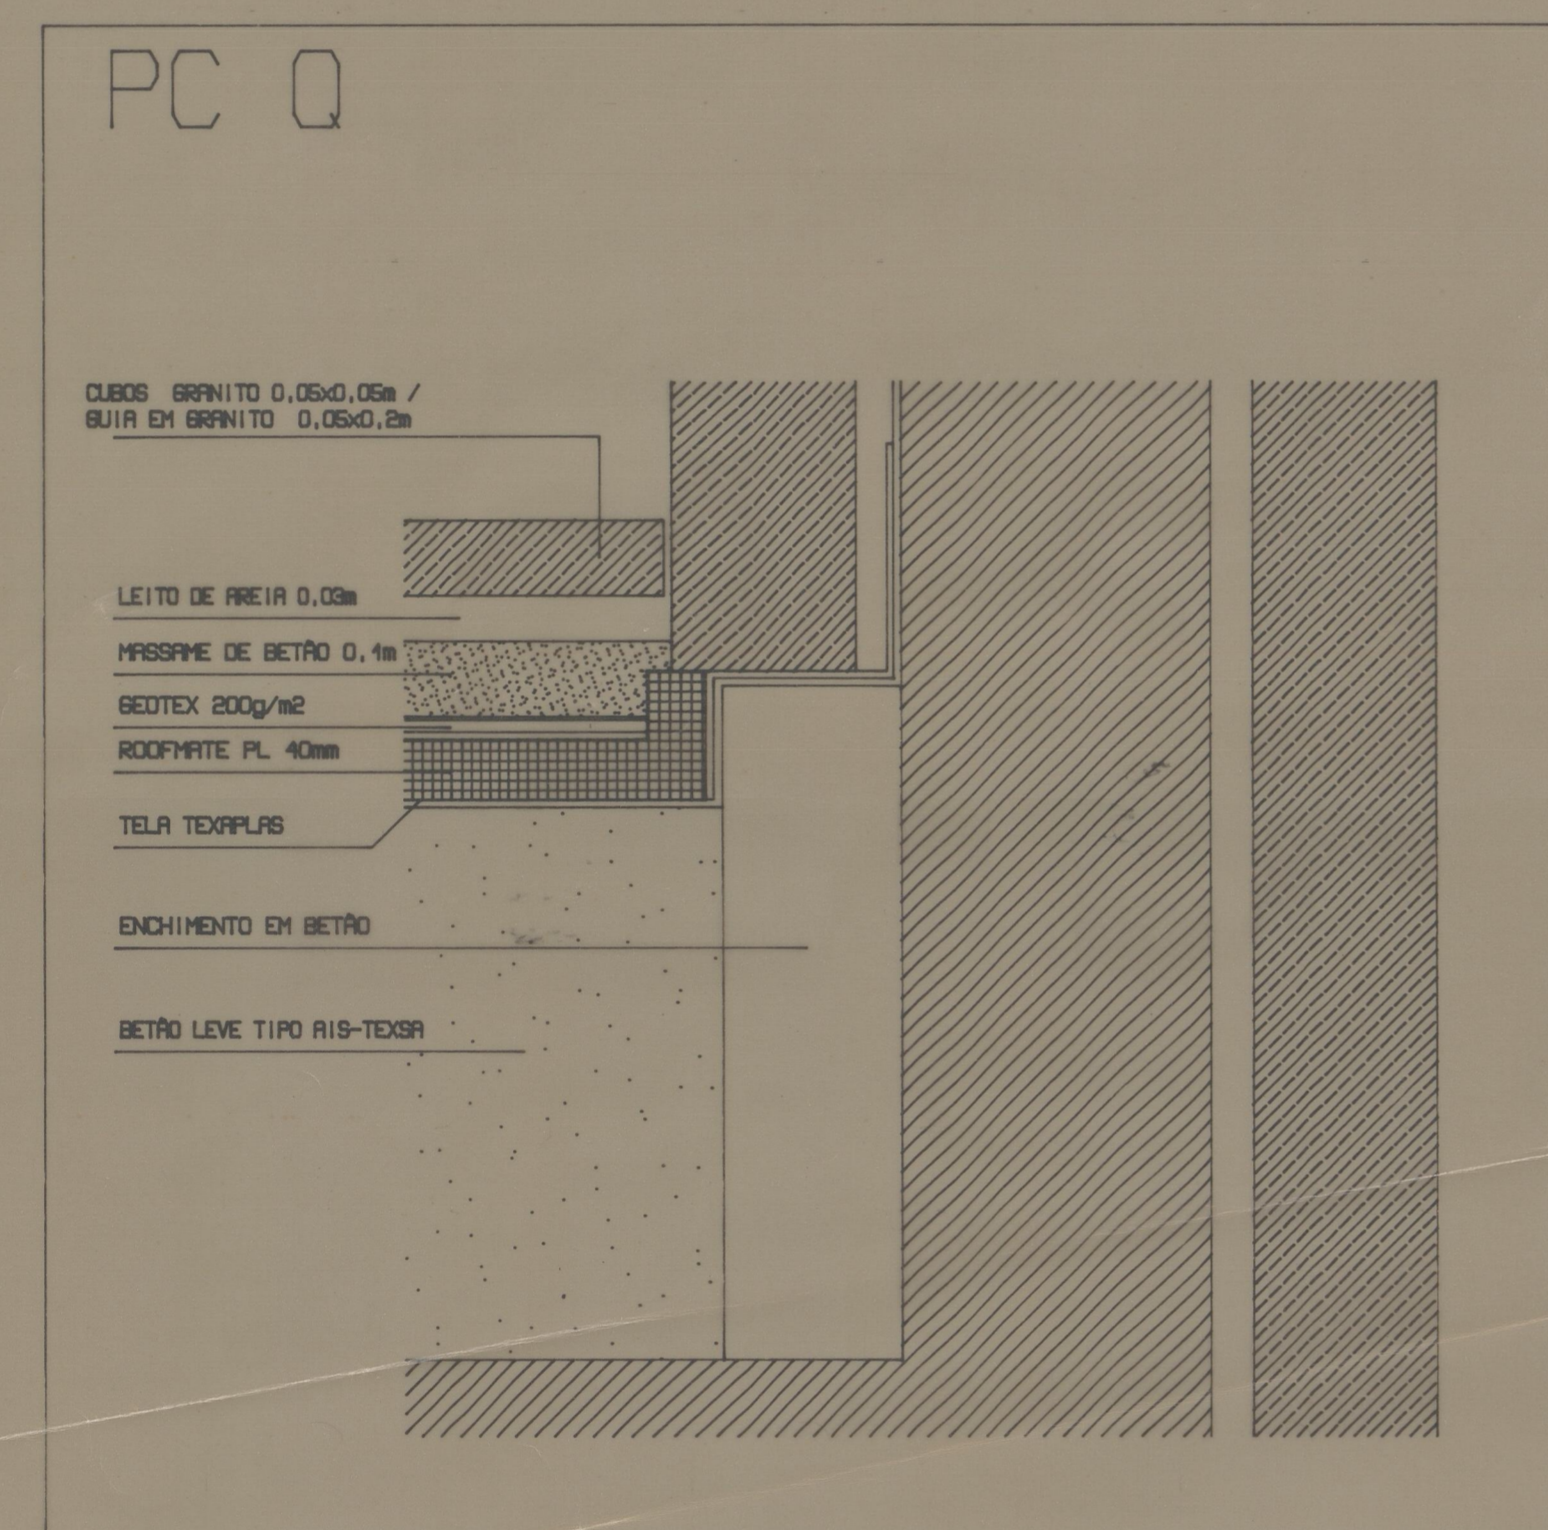 PC Q
CUBOS GRANITO 0,05x0,05m /
GUIA EM GRANITO 0,05x0,2m
LEITO DE AREIA 0,03m
MASSAME DE BETÃO 0,1m
GEOTEX 200g/m2
ROOFMATE PL 40mm
TELA TEXAPLAS
ENCHIMENTO EM BETÃO
BETÃO LEVE TIPO AIS-TEXSA